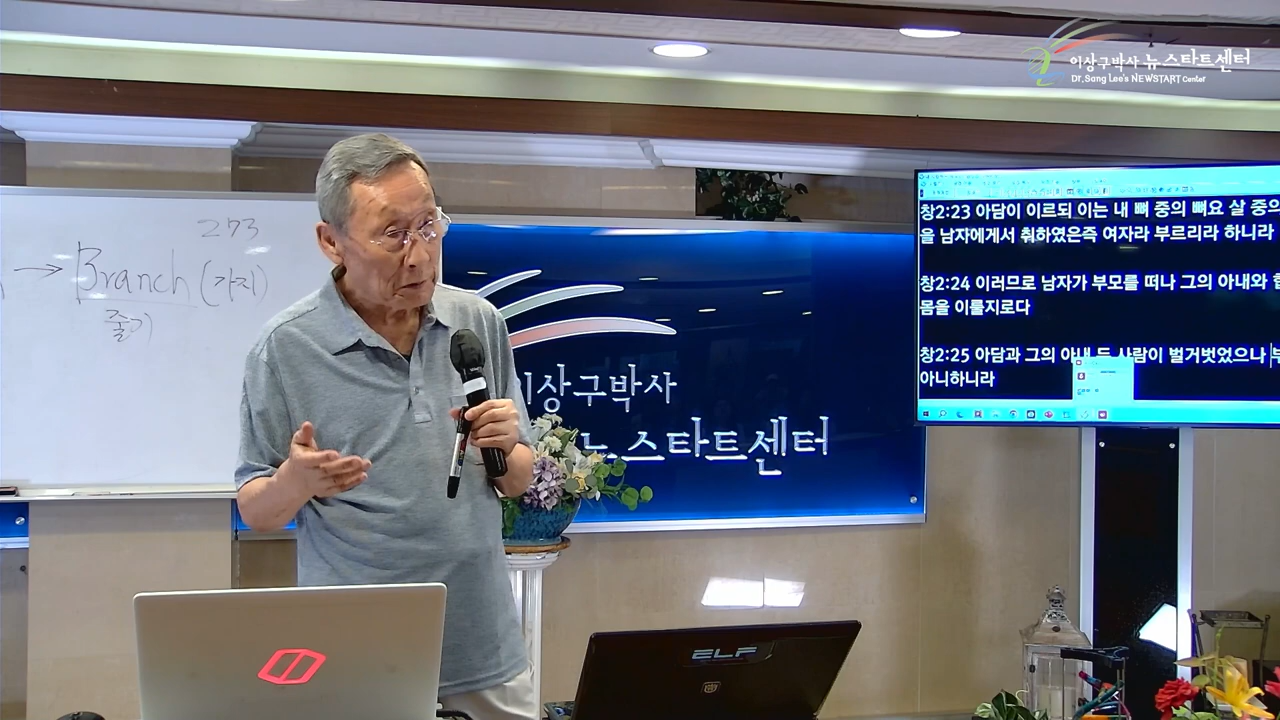 이상구박사 뉴스타트센터
Dr. Sang Lee's NEWSTART Center
273
→ Branch (가지)
줄기
이상구박사
뉴스타트센터
창2:23 아담이 이르되 이는 내 뼈 중의 뼈요 살 중의
을 남자에게서 취하였은즉 여자라 부르리라 하니라
창2:24 이러므로 남자가 부모를 떠나 그의 아내와
몸을 이룰지로다
창2:25 아담과 그의 아내 두 사람이 벌거벗었으나
아니하니라
ELF